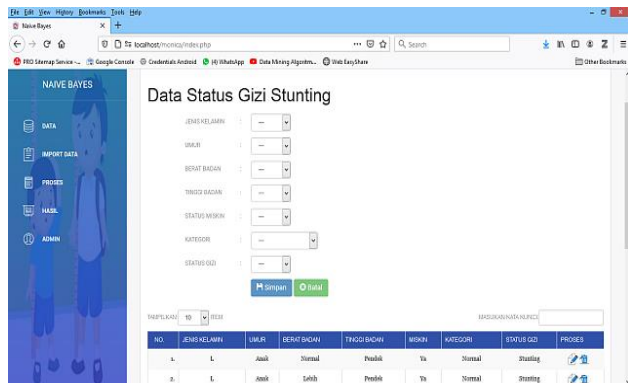 File Edit View History Bookmarks Tools Help
Naive Bayes
localhost/monica/index.php
Search
PRO Sitemap Service -... Google Console Credentials Android (4) WhatsApp Data Mining Algoritm... Web EasyShare Other Bookmarks
NAIVE BAYES
DATA
IMPORT DATA
PROSES
HASIL
ADMIN
Data Status Gizi Stunting
JENIS KELAMIN : ---
UMUR : ---
BERAT BADAN : ---
TINGGI BADAN : ---
STATUS MISKIN : ---
KATEGORI : ---
STATUS GIZI : ---
Simpan Batal
TAMPILKAN 10 ITEM MASUKAN KATA KUNCI
NO. JENIS KELAMIN UMUR BERAT BADAN TINGGI BADAN MISKIN KATEGORI STATUS GIZI PROSES
1. L Anak Normal Pendek Ya Normal Stunting
2. L Anak Lebih Pendek Ya Normal Stunting